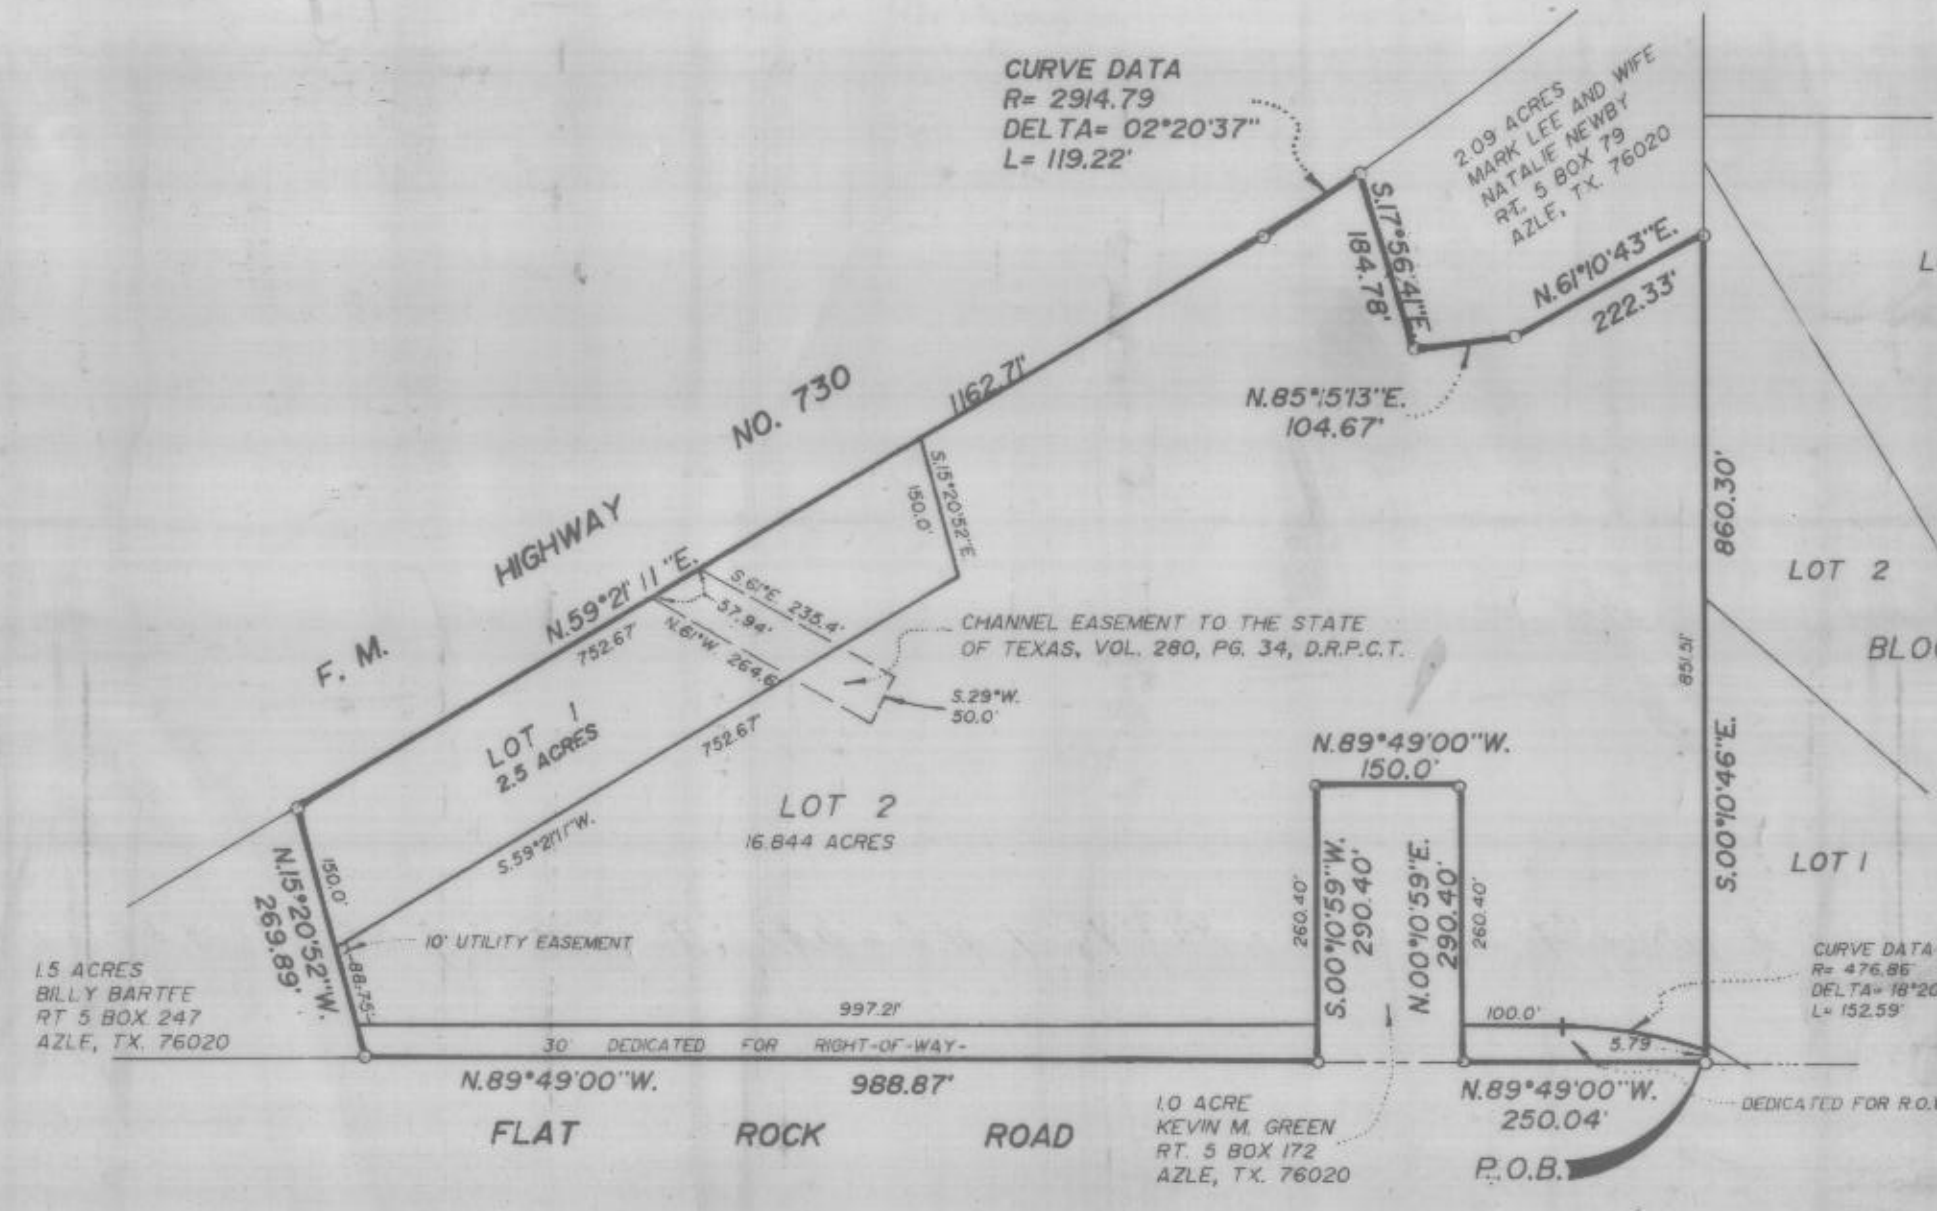 CURVE DATA
R= 2914.79
DELTA= 02°20'37"
L= 119.22'
2.09 ACRES
MARK LEE AND WIFE
NATALIE NEWBY
RT. 5 BOX 79
AZLE, TX. 76020
S.17°56'41"E.
184.78'
N.61°10'43"E.
222.33'
N.85°15'13"E.
104.67'
F. M. HIGHWAY NO. 730
1162.71'
N.59°21'11"E.
752.67'
S.15°20'52"E.
150.0'
S.61°E. 235.4'
57.94'
N.61°W. 264.6'
CHANNEL EASEMENT TO THE STATE
OF TEXAS, VOL. 280, PG. 34, D.R.P.C.T.
S.29°W.
50.0'
LOT 1
2.5 ACRES
752.67'
S.59°21'11"W.
LOT 2
16.844 ACRES
N.15°20'52"W.
269.89'
150.0'
88.75'
10' UTILITY EASEMENT
1.5 ACRES
BILLY
RT 5 BOX 247
AZLE, TX. 76020
997.21'
30' DEDICATED FOR RIGHT-OF-WAY-
N.89°49'00"W. 988.87'
FLAT ROCK ROAD
N.89°49'00"W.
150.0'
260.40'
S.00°10'59"W.
290.40'
N.00°10'59"E.
290.40'
260.40'
1.0 ACRE
KEVIN M. GREEN
RT. 5 BOX 172
AZLE, TX. 76020
100.0'
5.79
N.89°49'00"W.
250.04'
P.O.B.
DEDICATED FOR R.O.
CURVE DATA
R= 476.86'
DELTA= 18°20
L= 152.59'
860.30'
851.51'
S.00°10'46"E.
L
LOT 2
BLO
LOT 1